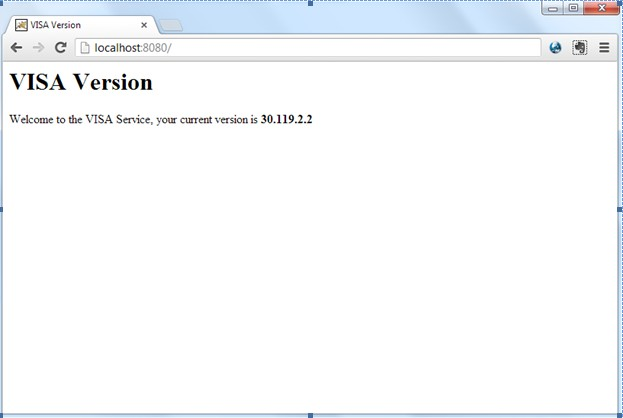 VISA Version
localhost:8080/
VISA Version
Welcome to the VISA Service, your current version is 30.119.2.2